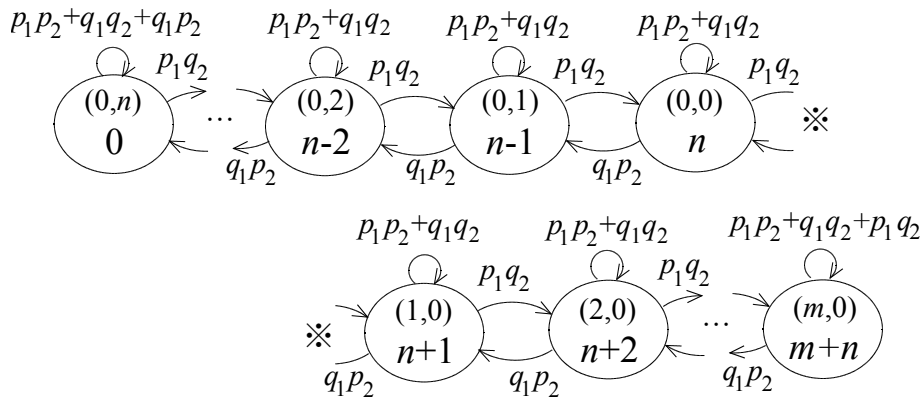 p₁p₂+q₁q₂+q₁p₂ p₁p₂+q₁q₂ p₁p₂+q₁q₂ p₁p₂+q₁q₂
p₁q₂ p₁q₂ p₁q₂ p₁q₂
(0,n) ... (0,2) (0,1) (0,0) ※
0 n-2 n-1 n
q₁p₂ q₁p₂ q₁p₂
p₁p₂+q₁q₂ p₁p₂+q₁q₂ p₁p₂+q₁q₂+p₁q₂
p₁q₂ p₁q₂
※ (1,0) (2,0) ... (m,0)
n+1 n+2 m+n
q₁p₂ q₁p₂ q₁p₂